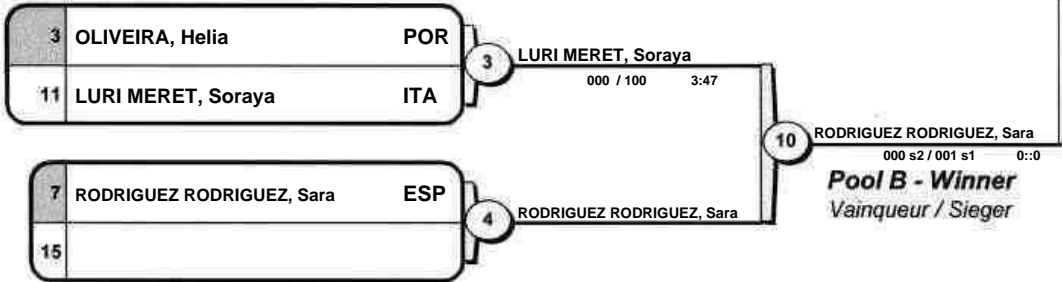 3 OLIVEIRA, Helia POR
11 LURI MERET, Soraya ITA
3
LURI MERET, Soraya
000 / 100 3:47
7 RODRIGUEZ RODRIGUEZ, Sara ESP
15
4
RODRIGUEZ RODRIGUEZ, Sara
10
RODRIGUEZ RODRIGUEZ, Sara
000 s2 / 001 s1 0::0
Pool B - Winner
Vainqueur / Sieger